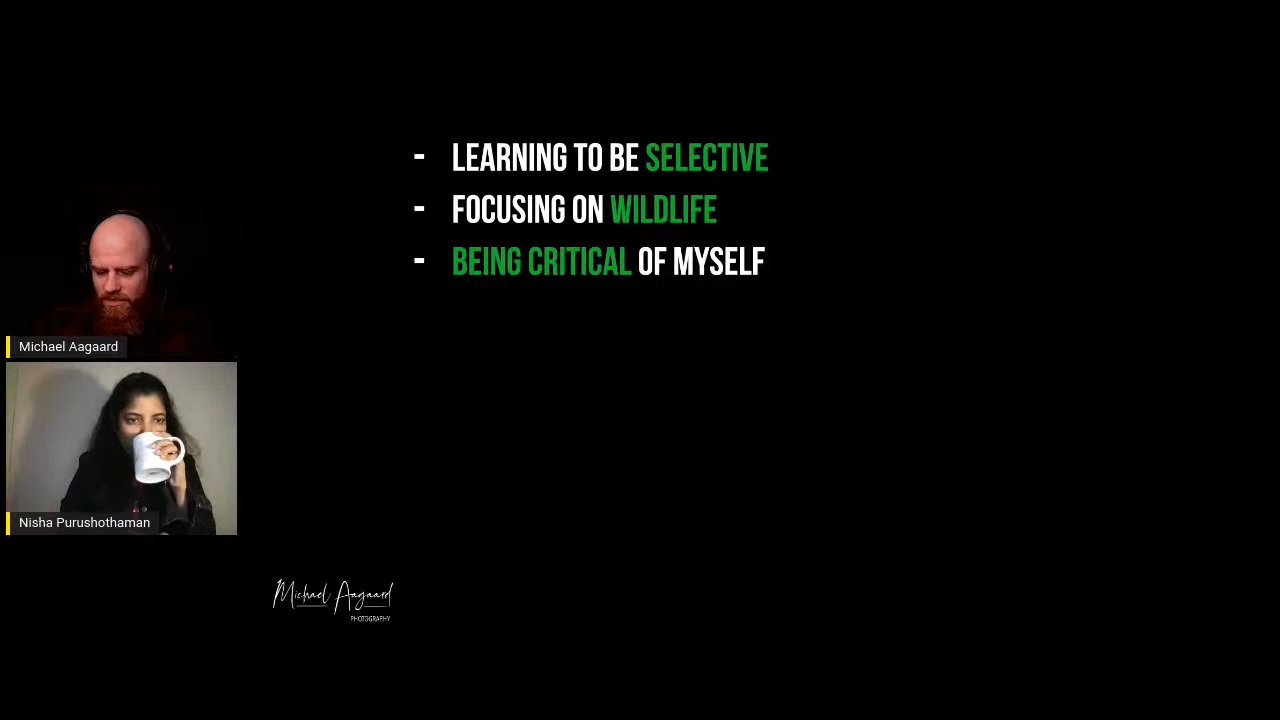 - LEARNING TO BE SELECTIVE
- FOCUSING ON WILDLIFE
- BEING CRITICAL OF MYSELF
Michael Aagaard
Nisha Purushothaman
Michael Aagaard
PHOTOGRAPHY